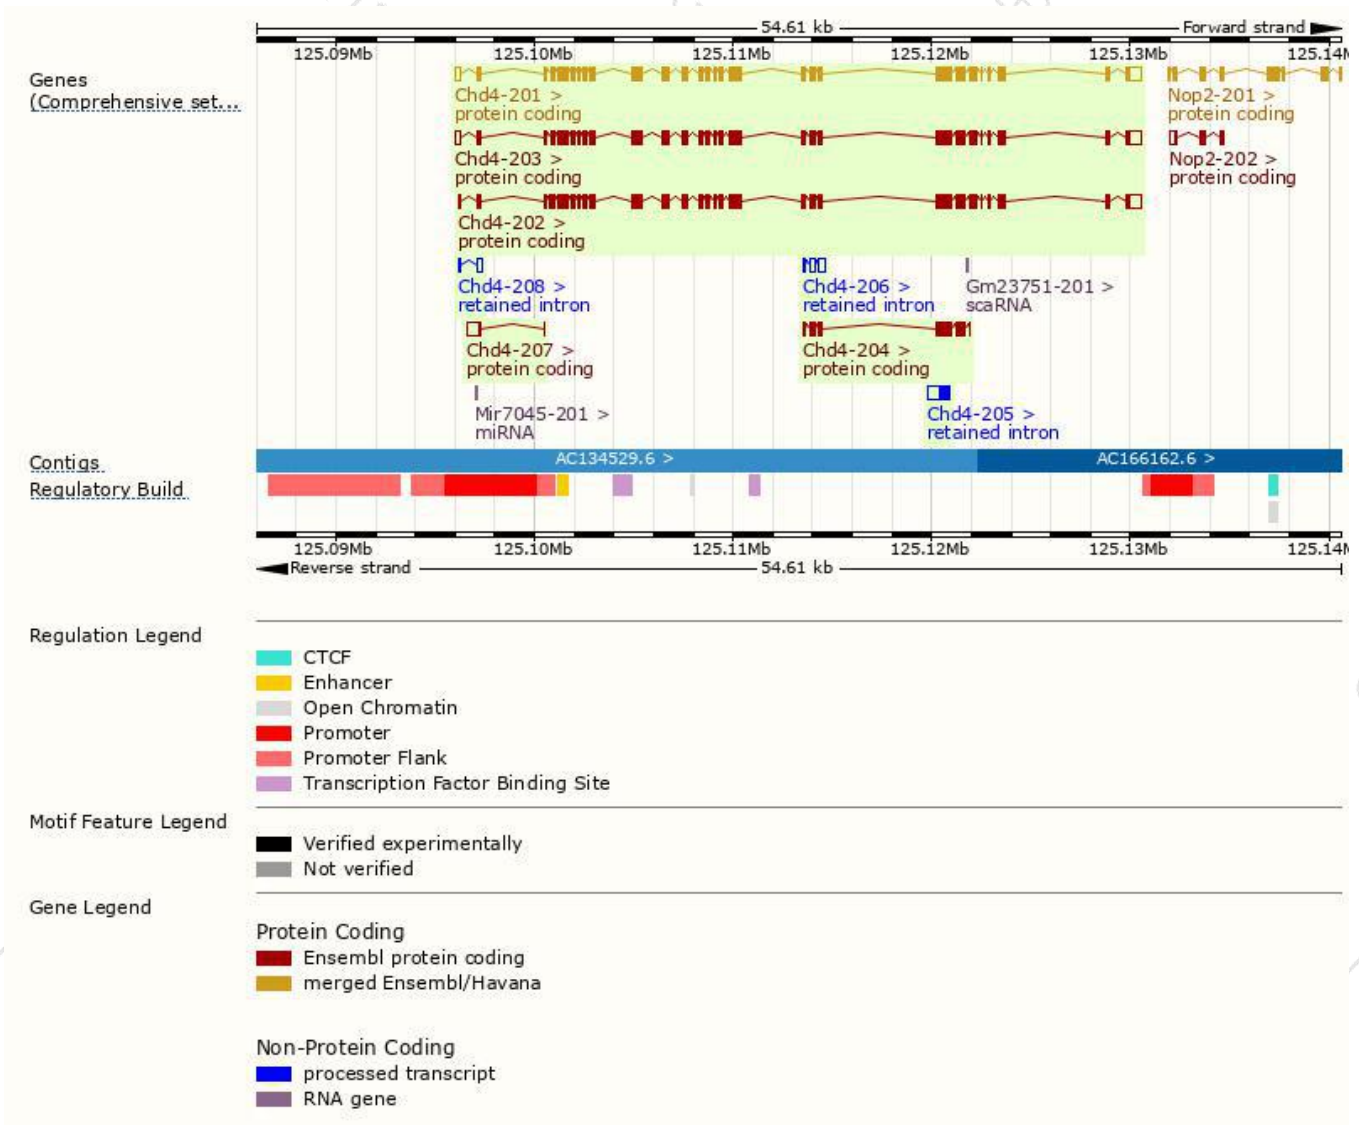 54.61 kb
Forward strand
125.09Mb 125.10Mb 125.11Mb 125.12Mb 125.13Mb 125.14M
Genes
(Comprehensive set...
Chd4-201 >
protein coding
Nop2-201 >
protein coding
Chd4-203 >
protein coding
Nop2-202 >
protein coding
Chd4-202 >
protein coding
Chd4-208 >
retained intron
Chd4-206 >
retained intron
Gm23751-201 >
scaRNA
Chd4-207 >
protein coding
Chd4-204 >
protein coding
Mir7045-201 >
miRNA
Chd4-205 >
retained intron
Contigs
AC134529.6 >
AC166162.6 >
Regulatory Build
125.09Mb 125.10Mb 125.11Mb 125.12Mb 125.13Mb 125.14M
Reverse strand
54.61 kb
Regulation Legend
CTCF
Enhancer
Open Chromatin
Promoter
Promoter Flank
Transcription Factor Binding Site
Motif Feature Legend
Verified experimentally
Not verified
Gene Legend
Protein Coding
Ensembl protein coding
merged Ensembl/Havana
Non-Protein Coding
processed transcript
RNA gene